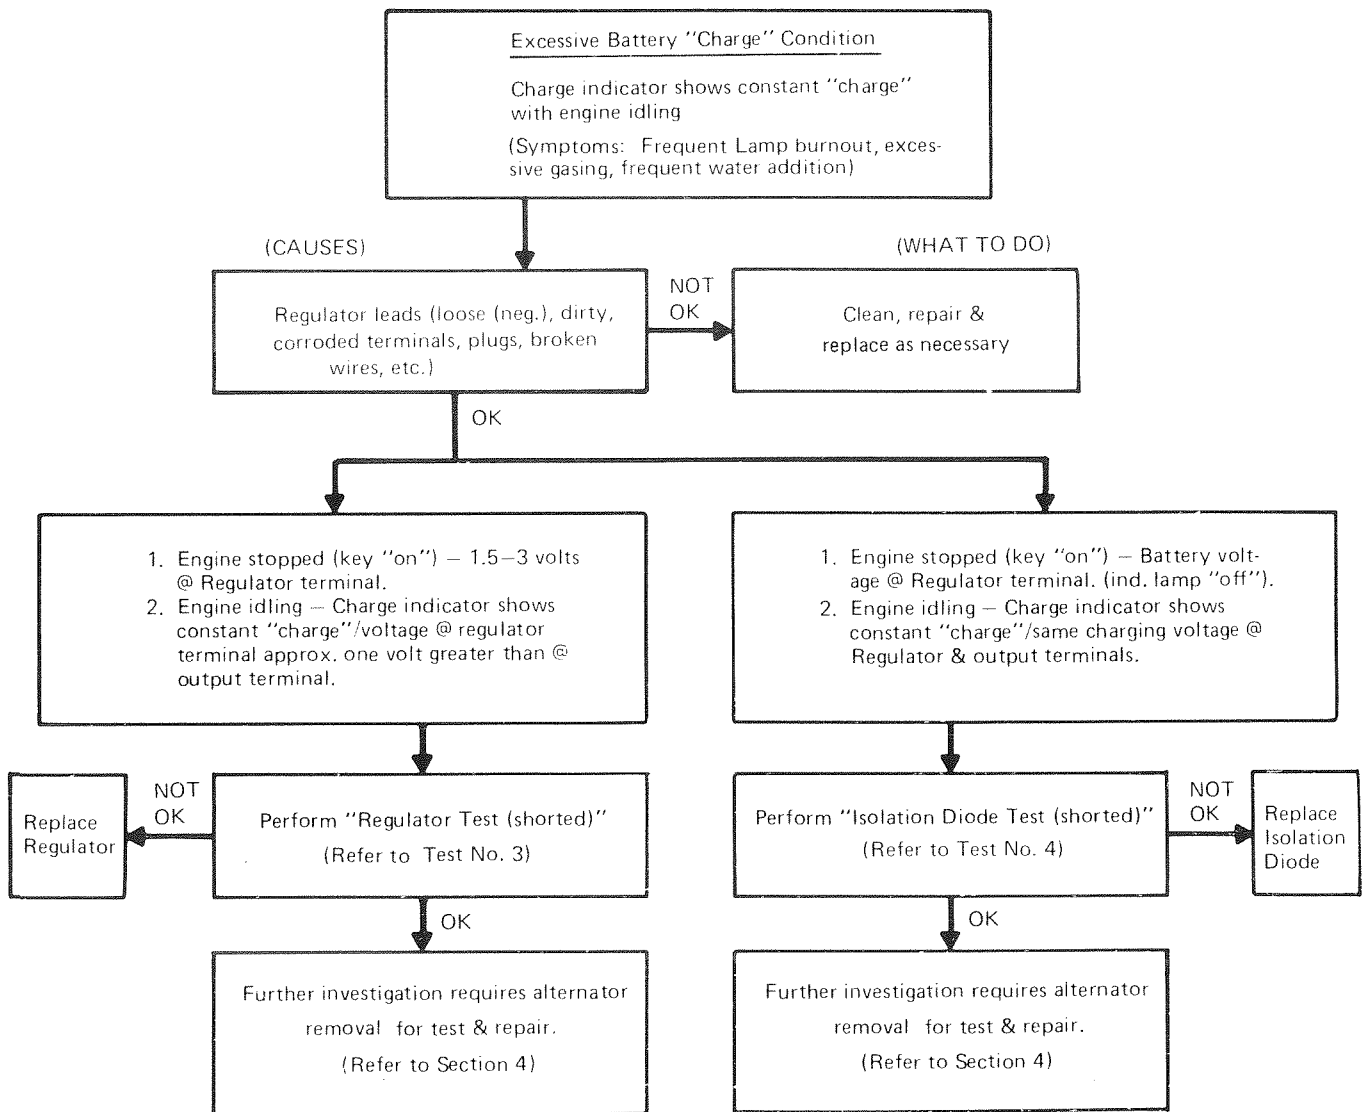 Excessive Battery "Charge" Condition
Charge indicator shows constant "charge"
with engine idling
(Symptoms: Frequent Lamp burnout, exces-
sive gasing, frequent water addition)
(CAUSES)
(WHAT TO DO)
Regulator leads (loose (neg.), dirty,
corroded terminals, plugs, broken
wires, etc.)
NOT
OK
Clean, repair &
replace as necessary
OK
1. Engine stopped (key "on") – 1.5–3 volts
@ Regulator terminal.
2. Engine idling – Charge indicator shows
constant "charge"/voltage @ regulator
terminal approx. one volt greater than @
output terminal.
1. Engine stopped (key "on") – Battery volt-
age @ Regulator terminal. (ind. lamp "off").
2. Engine idling – Charge indicator shows
constant "charge"/same charging voltage @
Regulator & output terminals.
Replace
Regulator
NOT
OK
Perform "Regulator Test (shorted)"
(Refer to Test No. 3)
Perform "Isolation Diode Test (shorted)"
(Refer to Test No. 4)
NOT
OK
Replace
Isolation
Diode
OK
OK
Further investigation requires alternator
removal for test & repair.
(Refer to Section 4)
Further investigation requires alternator
removal for test & repair.
(Refer to Section 4)